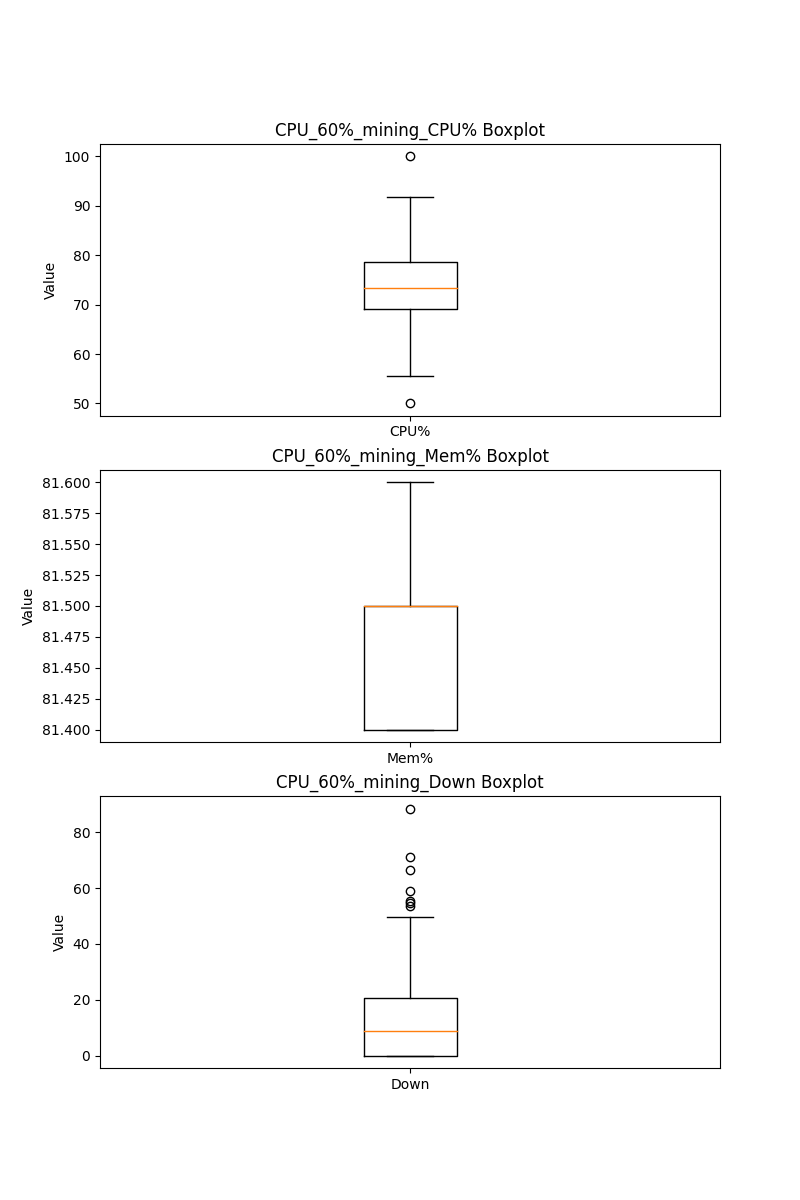 CPU_60%_mining_CPU% Boxplot
100
90
80
70
60
50
Value
CPU%
CPU_60%_mining_Mem% Boxplot
81.600
81.575
81.550
81.525
81.500
81.475
81.450
81.425
81.400
Value
Mem%
CPU_60%_mining_Down Boxplot
80
60
40
20
0
Value
Down